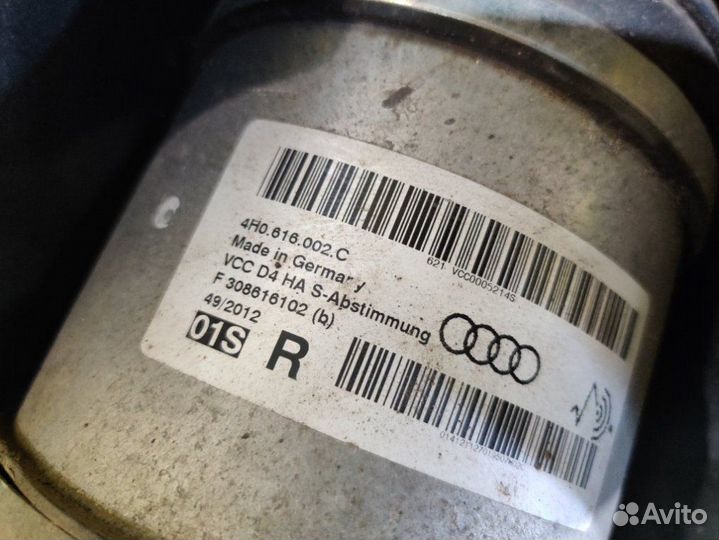 4H0.616.002.C
Made in Germany
VCC D4 HA S-Abstimmung
F 308616102 (b)
49/2012
01S R
621 VCC0005214S
Avito